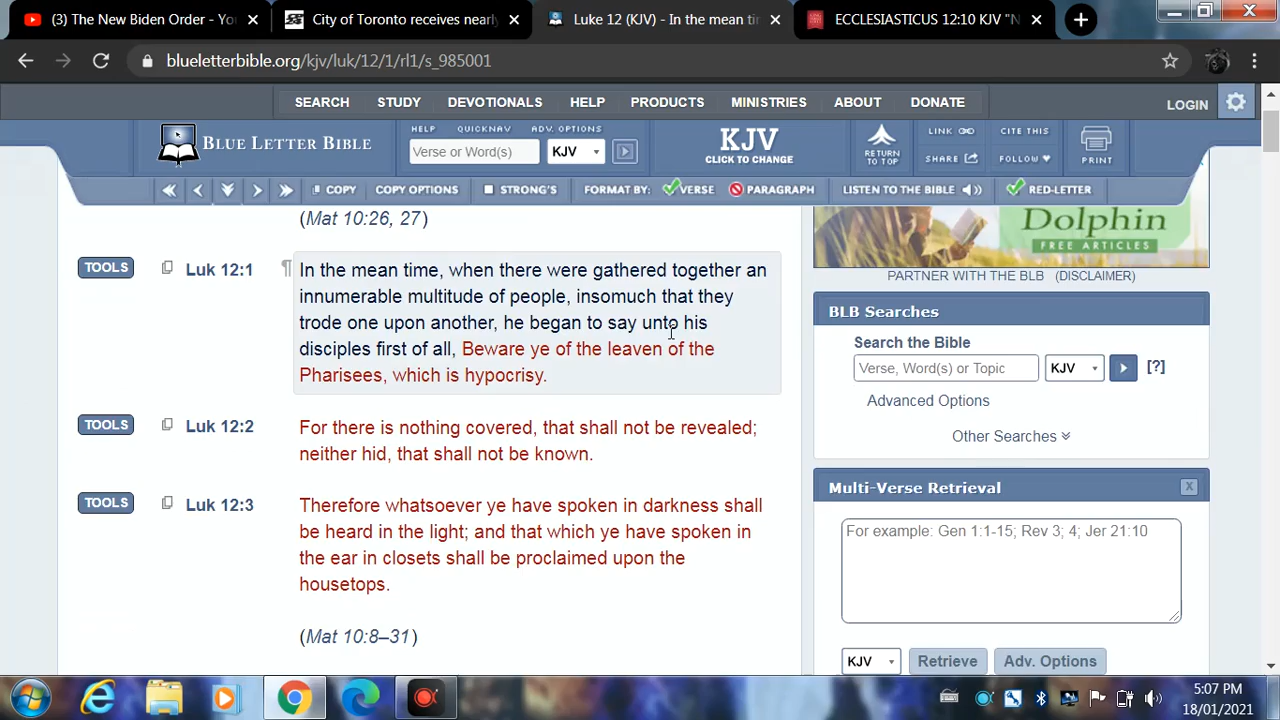 (3) The New Biden Order - Yo
City of Toronto receives nearly
Luke 12 (KJV) - In the mean tim
ECCLESIASTICUS 12:10 KJV "N
blueletterbible.org/kjv/luk/12/1/rl1/s_985001
SEARCH STUDY DEVOTIONALS HELP PRODUCTS MINISTRIES ABOUT DONATE LOGIN
BLUE LETTER BIBLE
HELP QUICKNAV ADV. OPTIONS
Verse or Word(s) KJV
KJV
CLICK TO CHANGE
RETURN
TO TOP
LINK CITE THIS
SHARE FOLLOW
PRINT
COPY COPY OPTIONS STRONG'S FORMAT BY: VERSE PARAGRAPH LISTEN TO THE BIBLE RED-LETTER
(Mat 10:26, 27)
TOOLS Luk 12:1 ¶ In the mean time, when there were gathered together an
innumerable multitude of people, insomuch that they
trode one upon another, he began to say unto his
disciples first of all, Beware ye of the leaven of the
Pharisees, which is hypocrisy.
TOOLS Luk 12:2 For there is nothing covered, that shall not be revealed;
neither hid, that shall not be known.
TOOLS Luk 12:3 Therefore whatsoever ye have spoken in darkness shall
be heard in the light; and that which ye have spoken in
the ear in closets shall be proclaimed upon the
housetops.
(Mat 10:8–31)
Dolphin
FREE ARTICLES
PARTNER WITH THE BLB (DISCLAIMER)
BLB Searches
Search the Bible
Verse, Word(s) or Topic KJV [?]
Advanced Options
Other Searches
Multi-Verse Retrieval X
For example: Gen 1:1-15; Rev 3; 4; Jer 21:10
KJV Retrieve Adv. Options
5:07 PM
18/01/2021